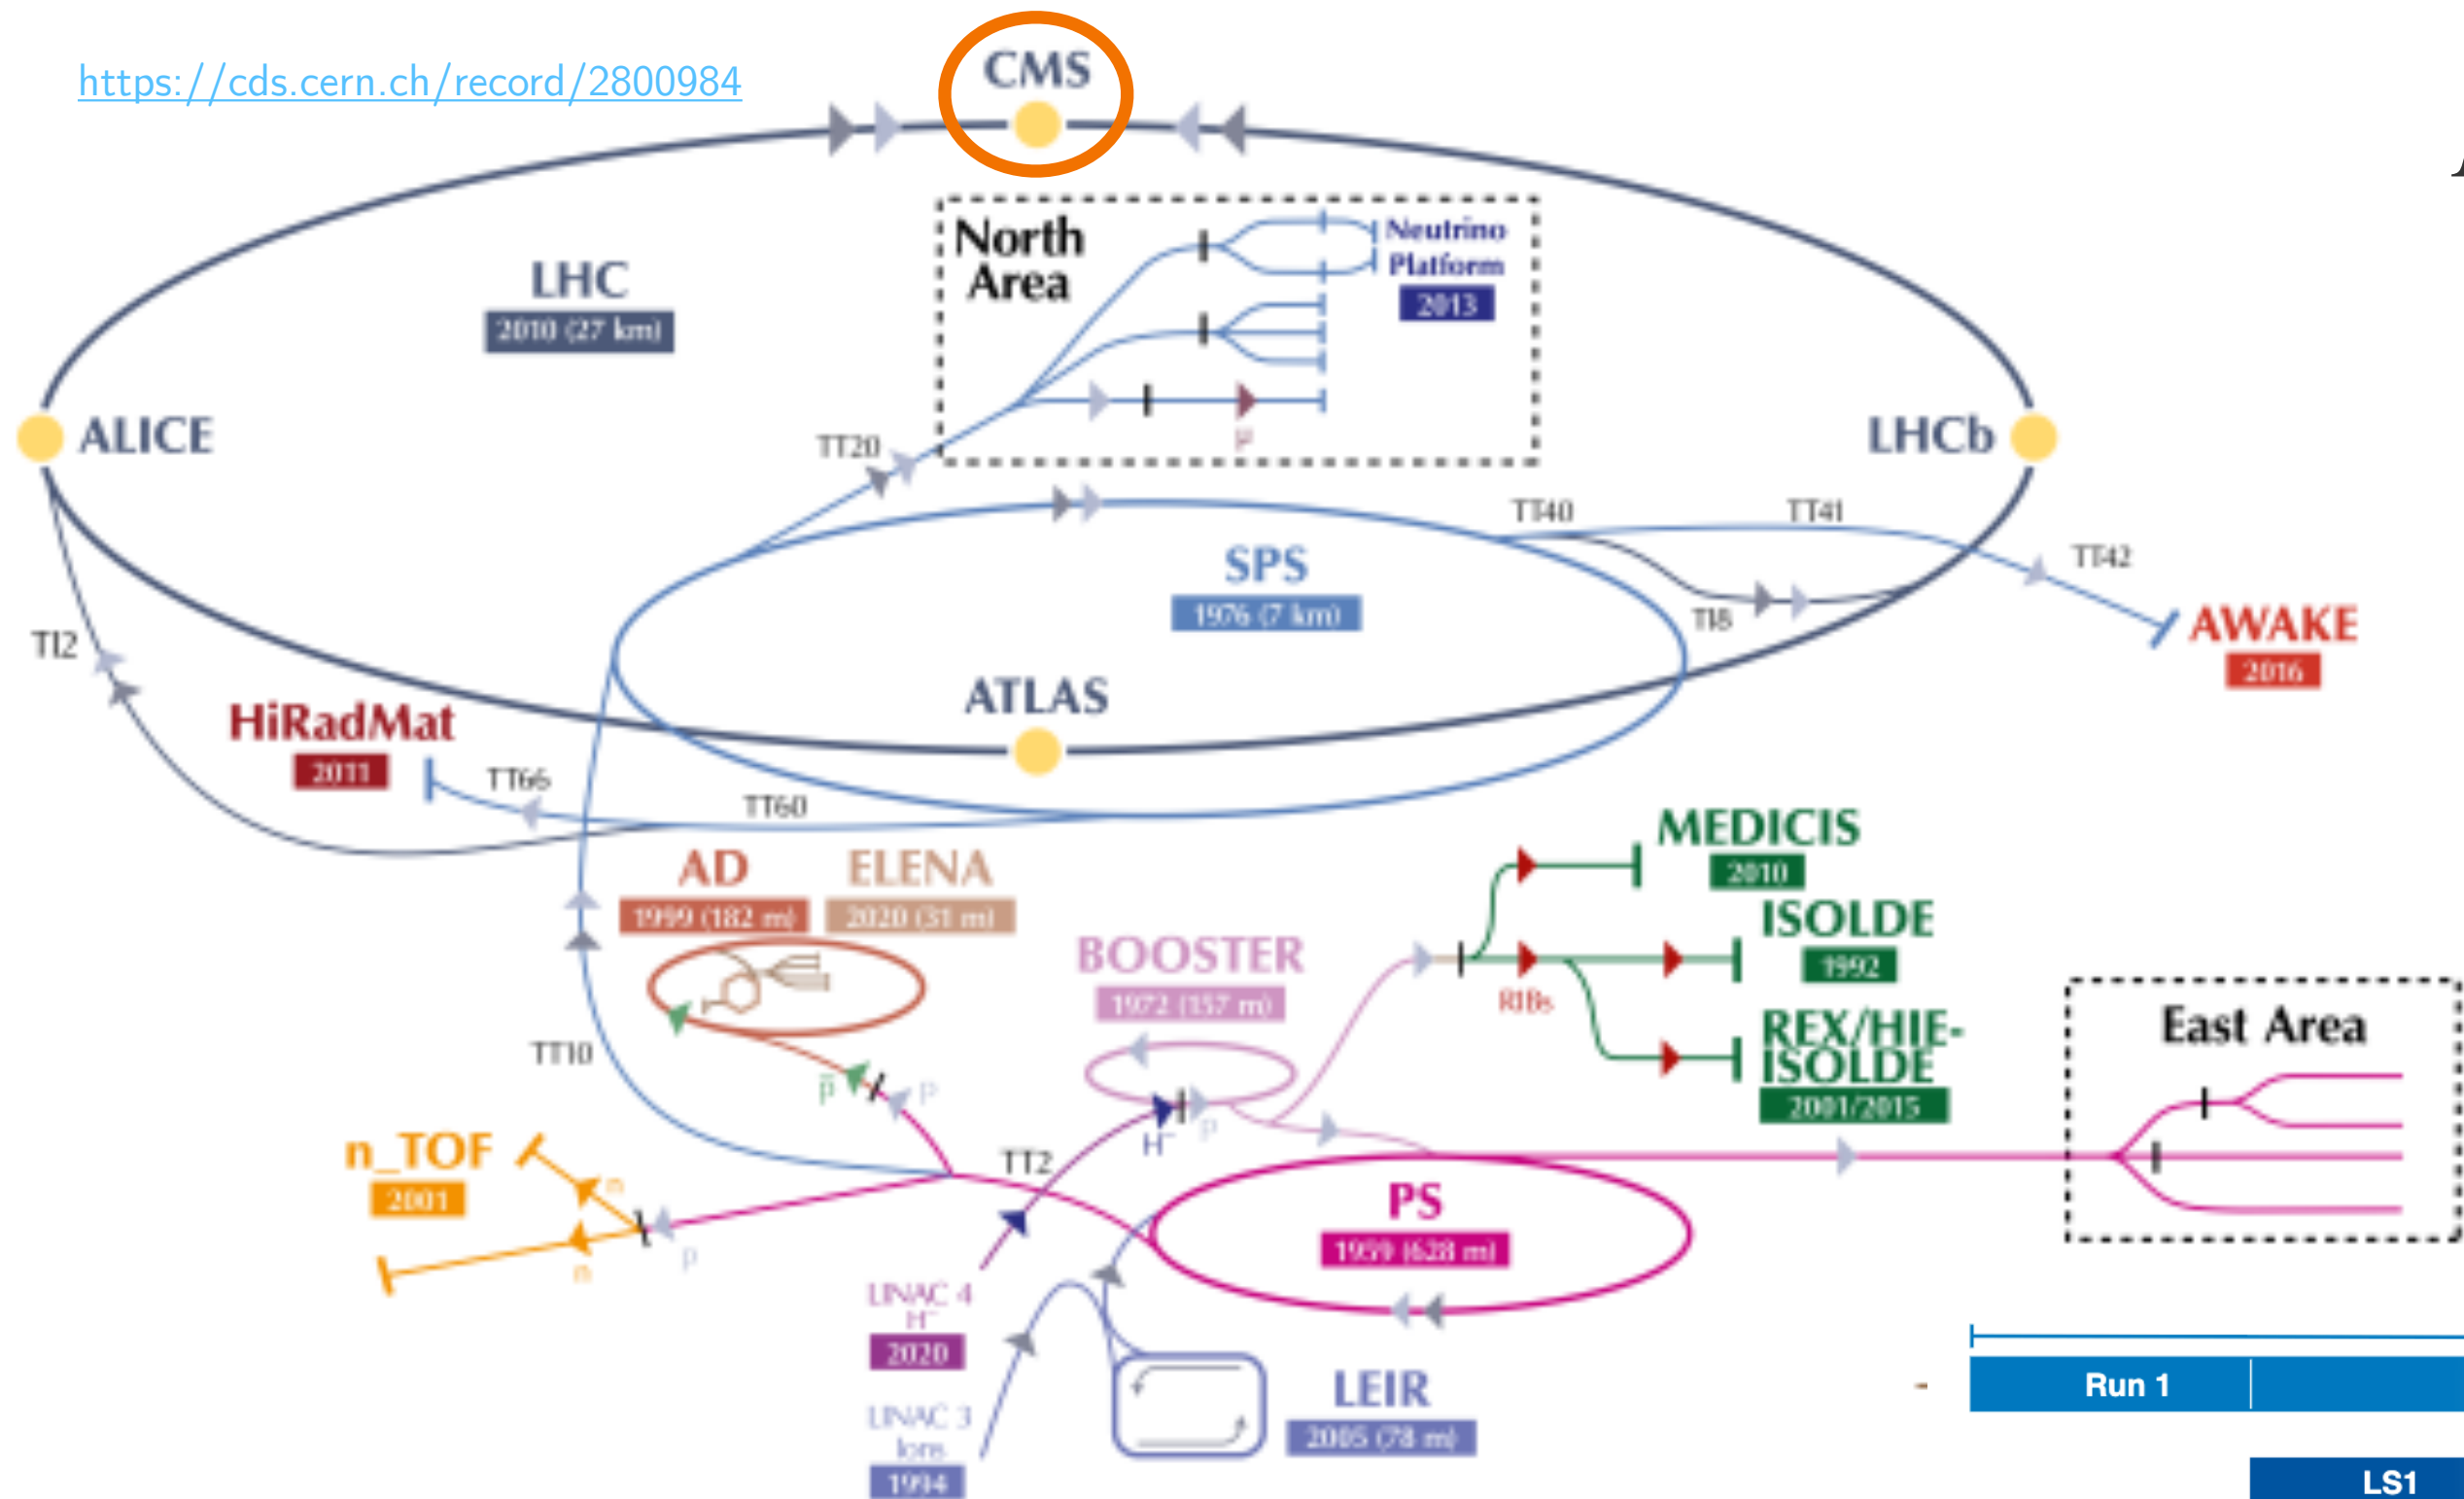 https://cds.cern.ch/record/2800984
CMS
North
Area
Neutrino
Platform
2013
LHC
2010 (27 km)
ALICE
LHCb
TT20
μ
TT40
TT41
TT42
SPS
1976 (7 km)
TI8
AWAKE
2016
TI2
ATLAS
HiRadMat
2011
TT66
TT60
MEDICIS
2010
AD
1999 (182 m)
ELENA
2020 (31 m)
ISOLDE
1992
BOOSTER
1972 (157 m)
RIBs
REX/HIE-
ISOLDE
2001/2015
East Area
TT10
p̄
p
H⁻
p
n_TOF
2001
n
n
p
TT2
PS
1959 (628 m)
LINAC 4
H⁻
2020
LEIR
2005 (78 m)
LINAC 3
Ions
1994
Run 1
LS1